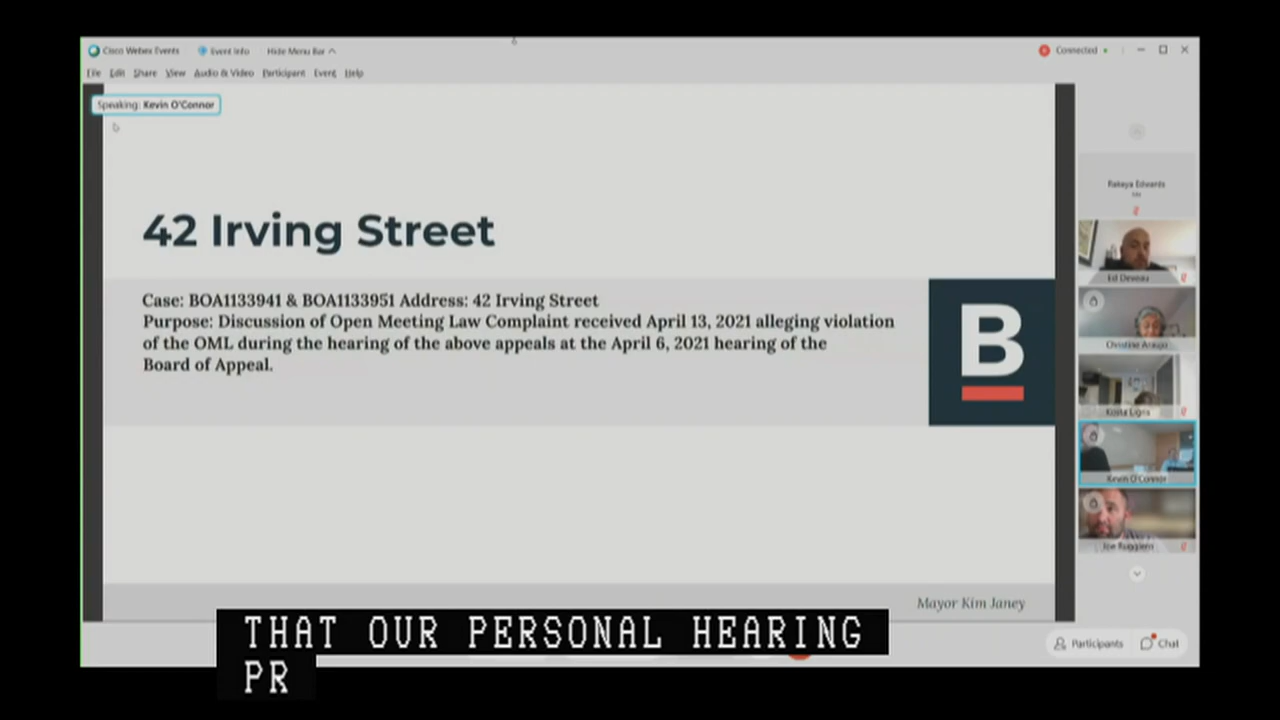 Cisco Webex Events
Event Info
Hide Menu Bar
Connected
File Edit Share View Audio & Video Participant Event Help
Speaking: Kevin O'Connor
42 Irving Street
Case: BOA1133941 & BOA1133951 Address: 42 Irving Street
Purpose: Discussion of Open Meeting Law Complaint received April 13, 2021 alleging violation
of the OML during the hearing of the above appeals at the April 6, 2021 hearing of the
Board of Appeal.
B
Mayor Kim Janey
Rakeya Edwards
Me
Ed Deveau
Christine Araujo
Kosta Ligris
Kevin O'Connor
Joe Ruggiero
Participants
Chat
THAT OUR PERSONAL HEARING
PR